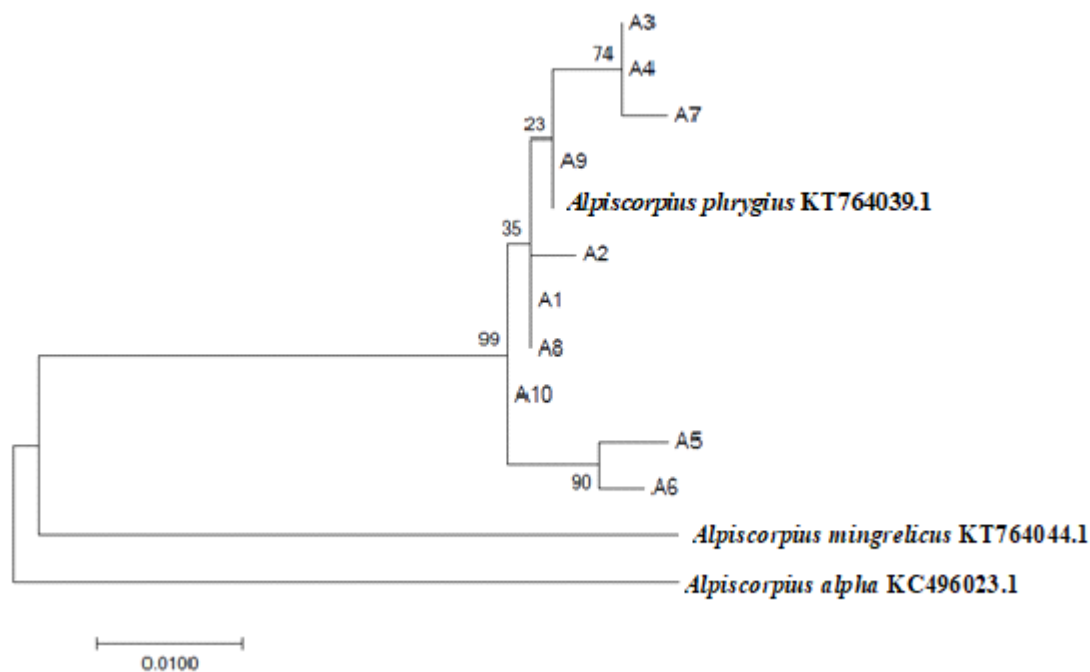 A3
74
A4
A7
23
A9
Alpiscorpius phrygius KT764039.1
35
A2
A1
99
A8
A10
A5
90
A6
Alpiscorpius mingrelicus KT764044.1
Alpiscorpius alpha KC496023.1
0.0100